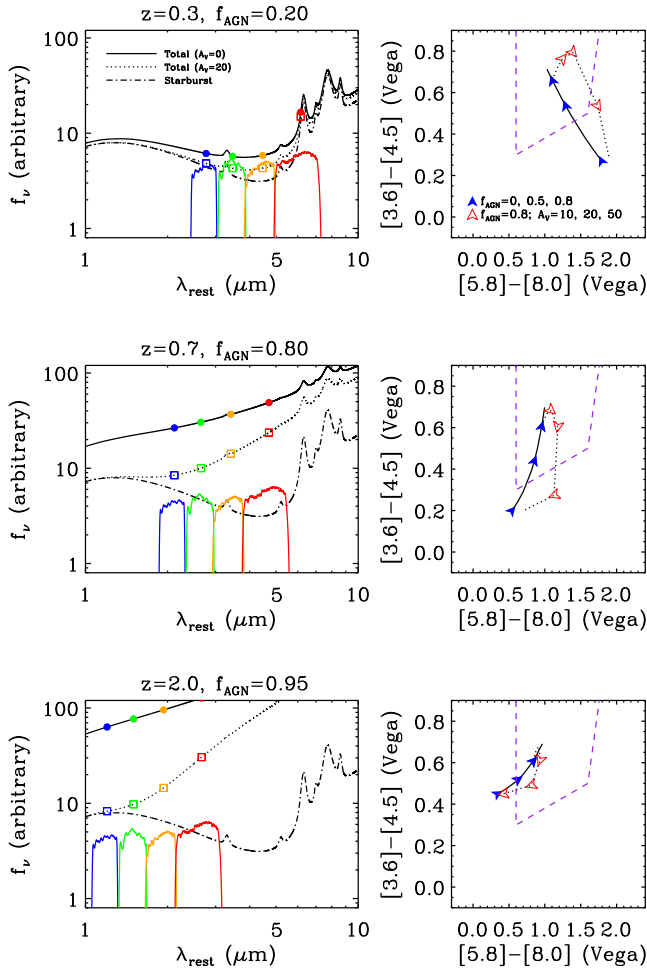 z=0.3, f_AGN=0.20
100
10
1
f_ν (arbitrary)
Total (A_v=0)
Total (A_v=20)
Starburst
1
5
10
λ_rest (μm)
0.8
0.6
0.4
0.2
0.0
[3.6]−[4.5] (Vega)
f_AGN=0, 0.5, 0.8
f_AGN=0.8; A_v=10, 20, 50
0.0 0.5 1.0 1.5 2.0
[5.8]−[8.0] (Vega)
z=0.7, f_AGN=0.80
100
10
1
f_ν (arbitrary)
1
5
10
λ_rest (μm)
0.8
0.6
0.4
0.2
0.0
[3.6]−[4.5] (Vega)
0.0 0.5 1.0 1.5 2.0
[5.8]−[8.0] (Vega)
z=2.0, f_AGN=0.95
100
10
1
f_ν (arbitrary)
1
5
10
λ_rest (μm)
0.8
0.6
0.4
0.2
0.0
[3.6]−[4.5] (Vega)
0.0 0.5 1.0 1.5 2.0
[5.8]−[8.0] (Vega)